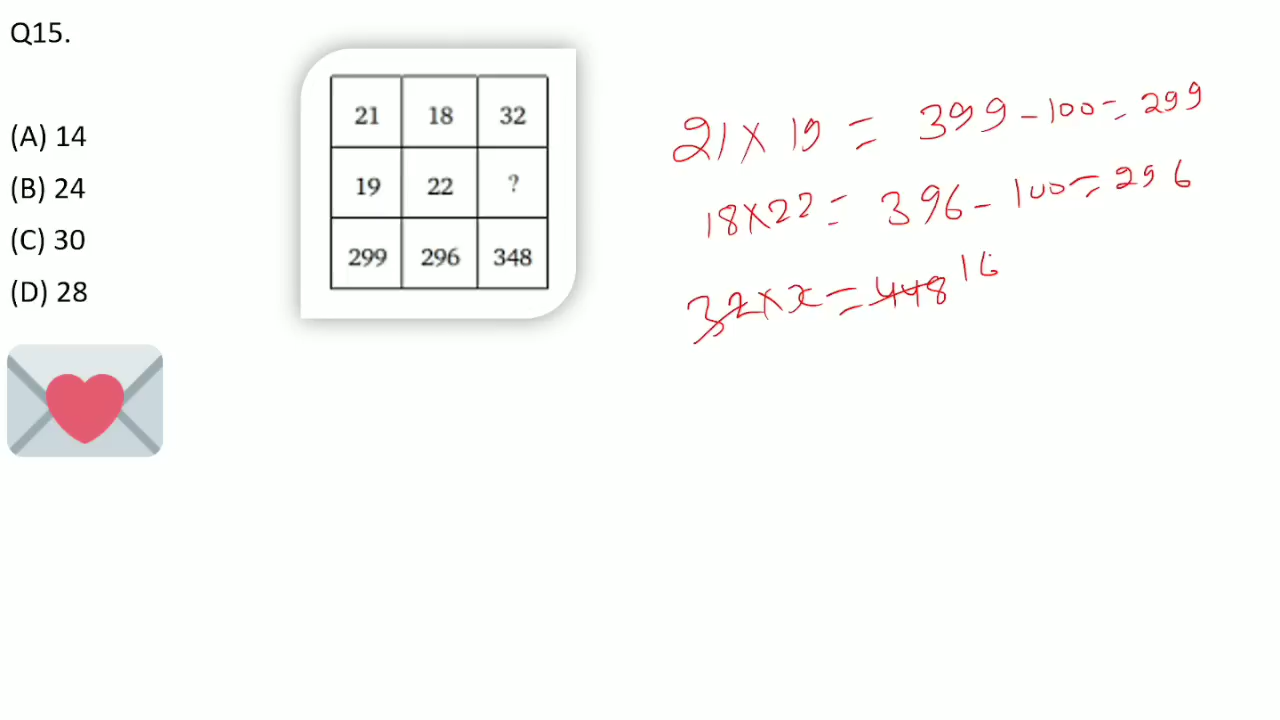 Q15.
(A) 14
(B) 24
(C) 30
(D) 28
21 18 32
19 22 ?
299 296 348
21 × 19 = 399 - 100 = 299
18 × 22 = 396 - 100 = 296
32 × x = 448 16